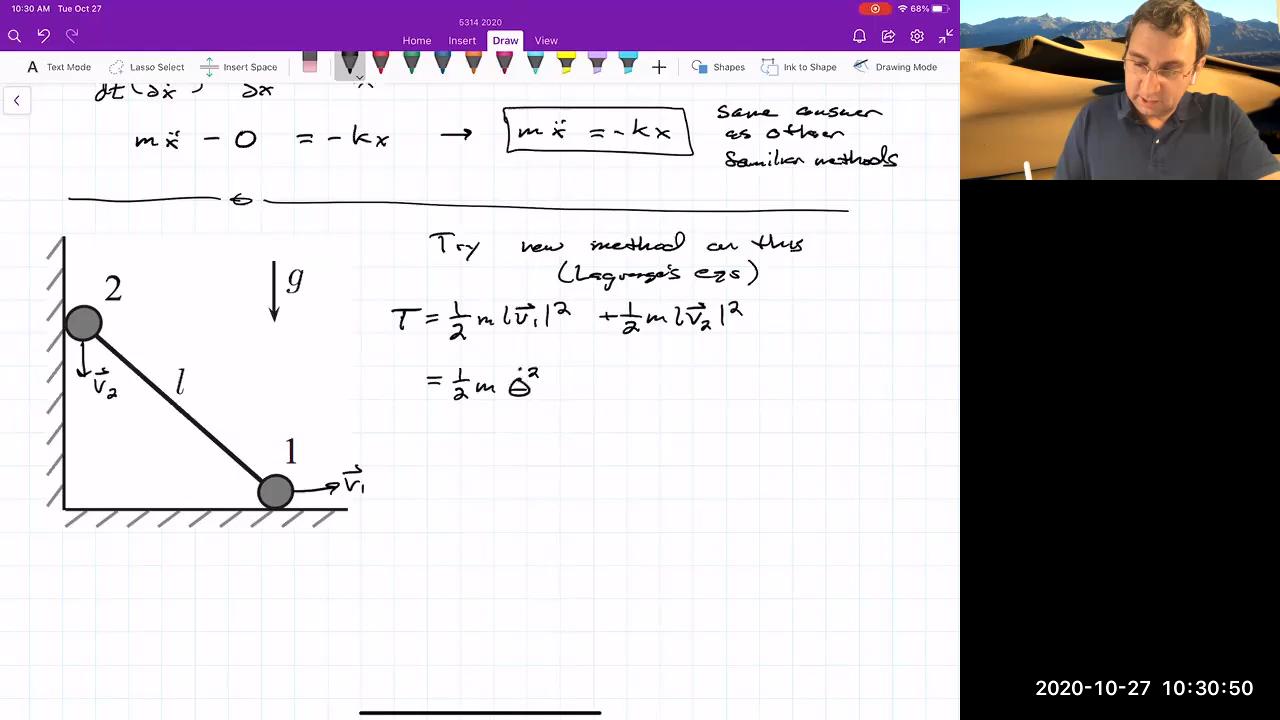 10:30 AM Tue Oct 27
68%
5314 2020
Home Insert Draw View
Text Mode Lasso Select Insert Space Shapes Ink to Shape Drawing Mode
dt ∂ẋ ∂x
mẍ - 0 = -kx → mẍ = -kx
Same answer
as other
familiar methods
Try new method on this
(Lagrange's eqs)
2
g
T = 1/2 m |v⃗₁|² + 1/2 m |v⃗₂|²
v⃗₂
l
= 1/2 m θ̇²
1
v⃗₁
2020-10-27 10:30:50